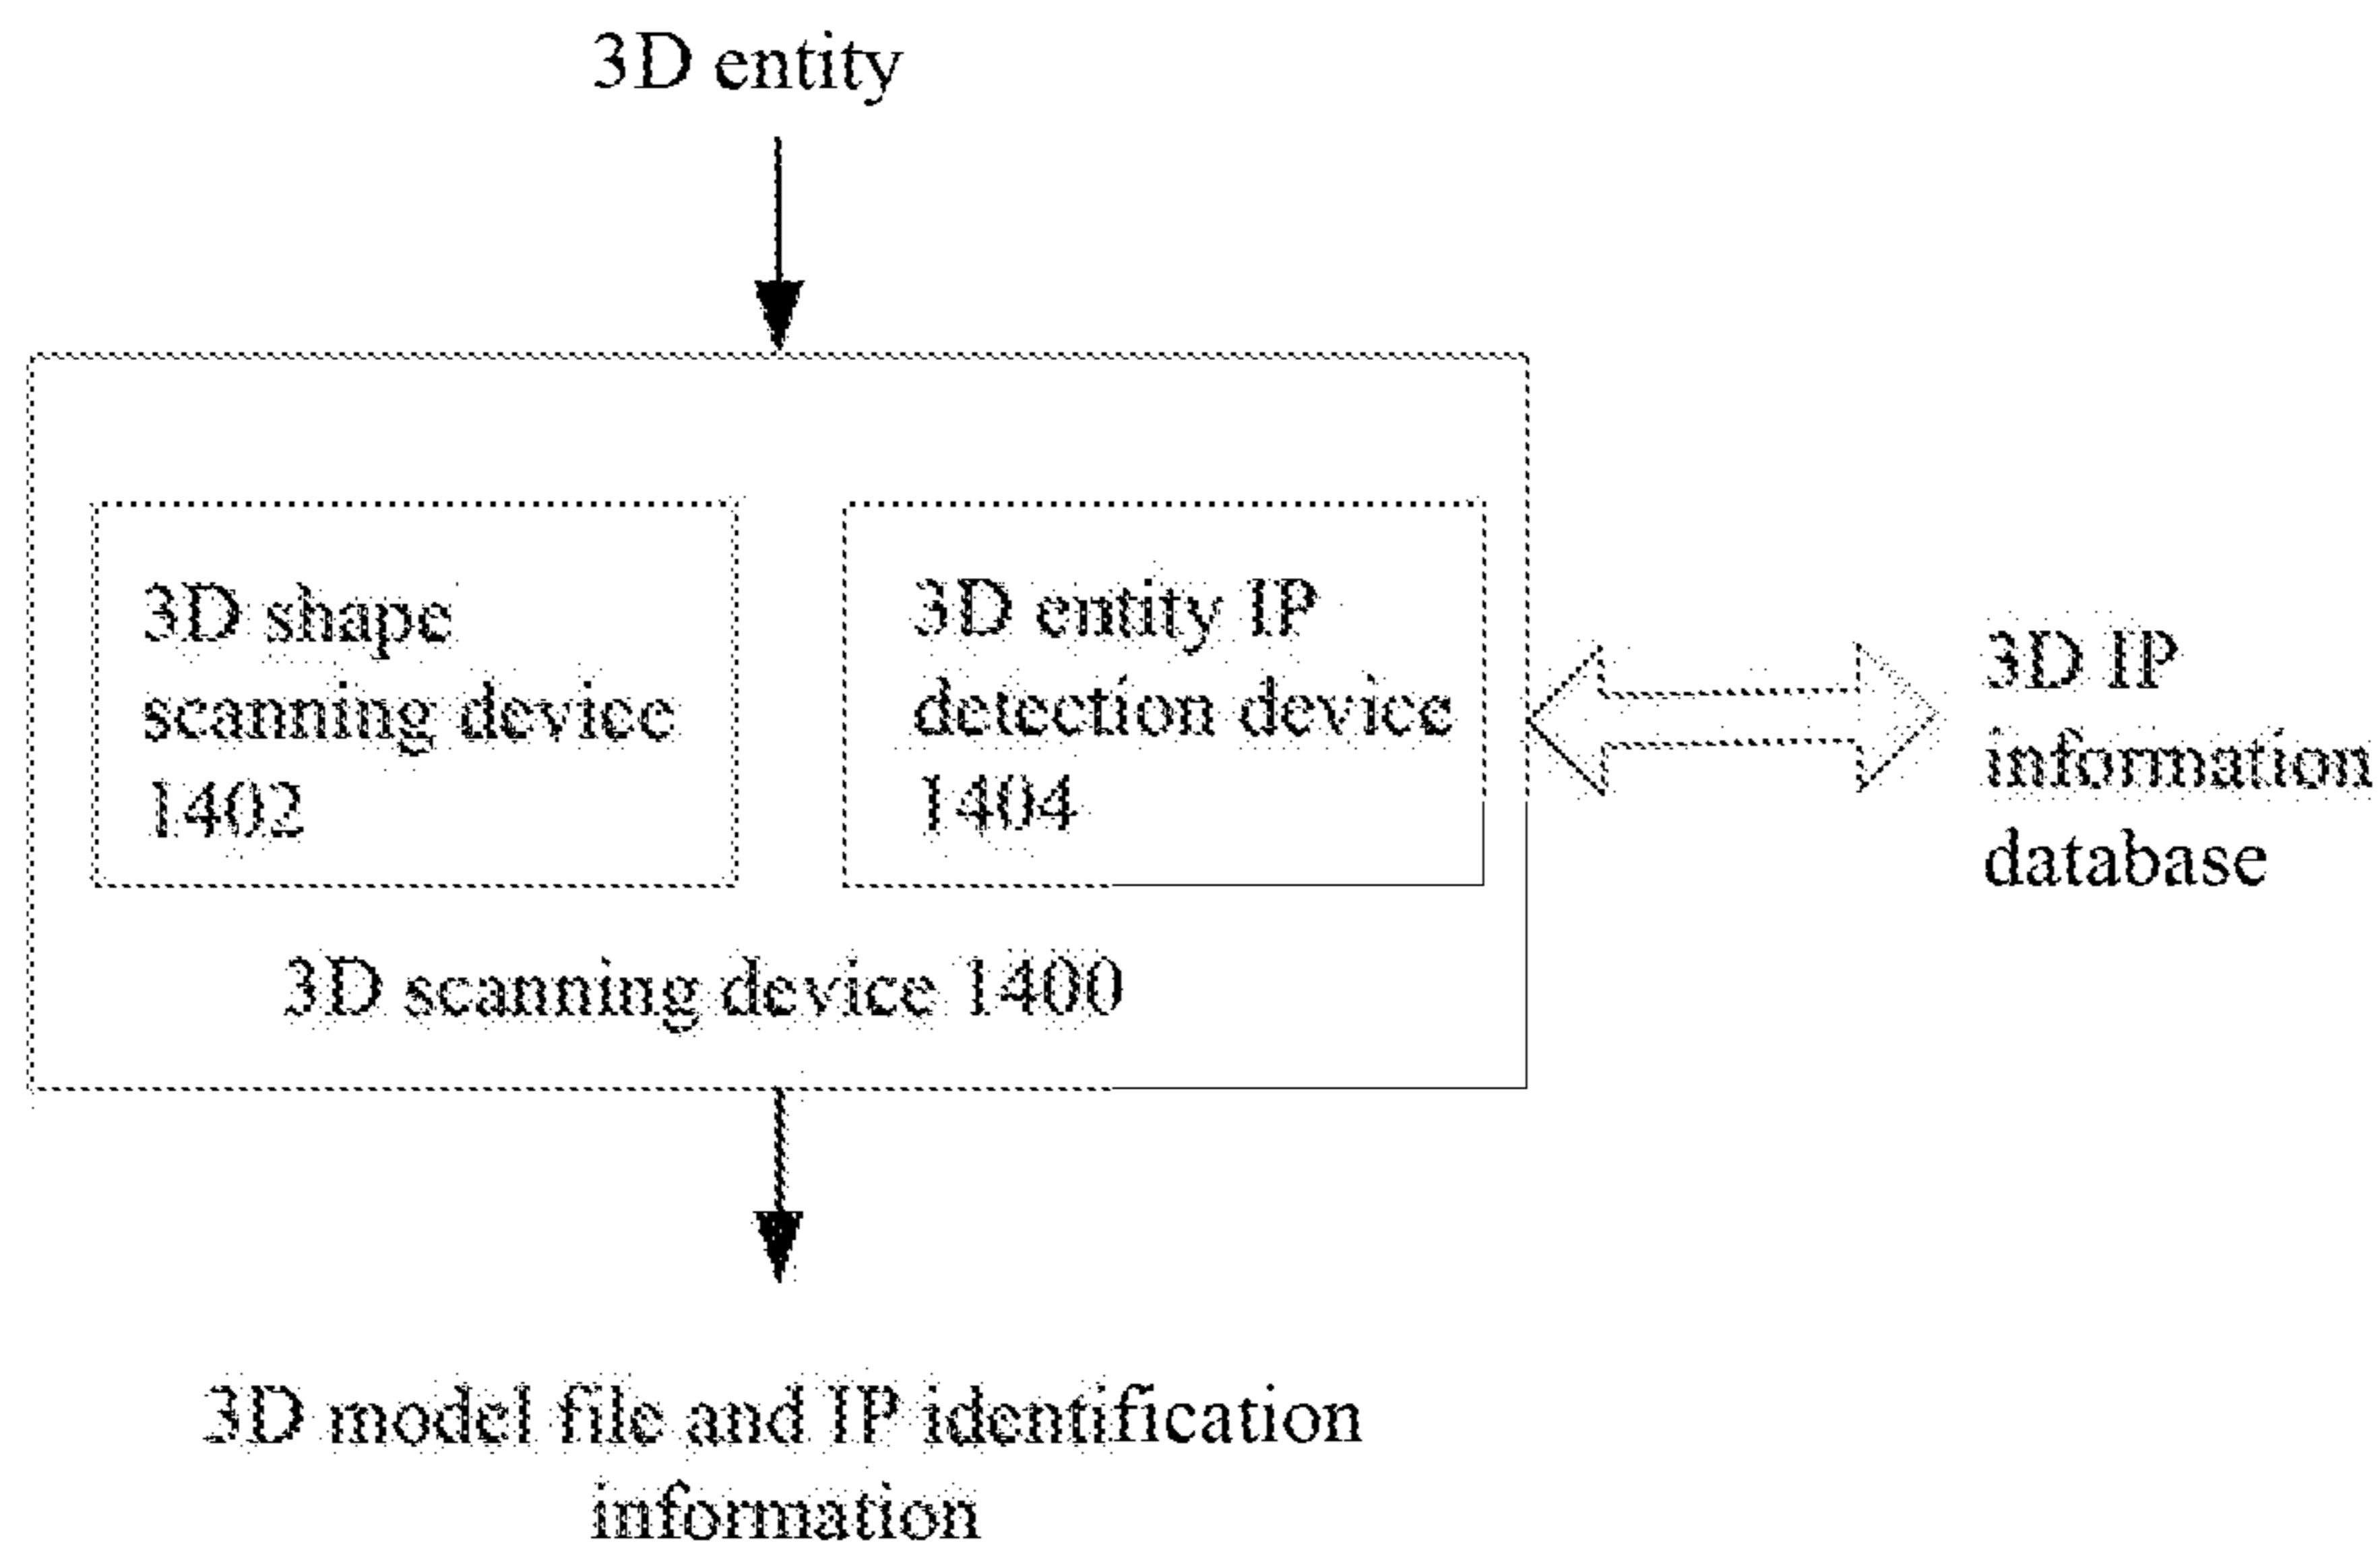 3D entity
3D shape
scanning device
1402
3D entity IP
detection device
1404
3D IP
information
database
3D scanning device 1400
3D model file and IP identification
information